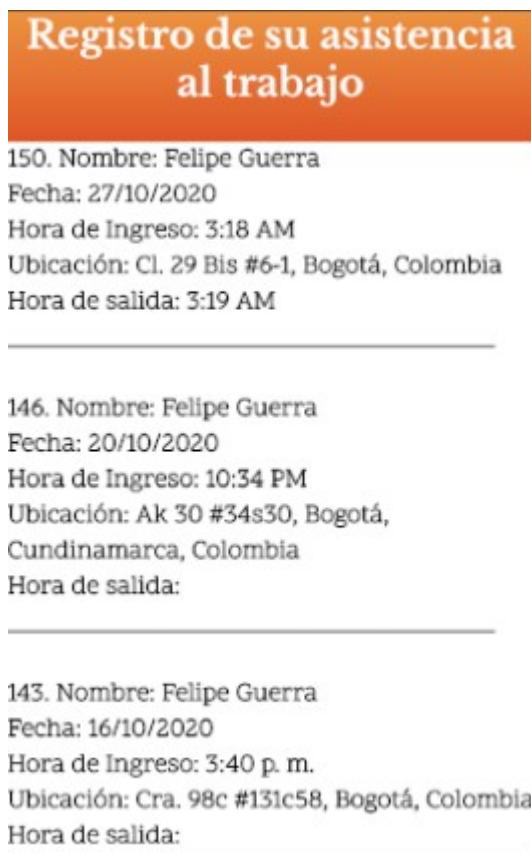 Registro de su asistencia
al trabajo
150. Nombre: Felipe Guerra
Fecha: 27/10/2020
Hora de Ingreso: 3:18 AM
Ubicación: Cl. 29 Bis #6-1, Bogotá, Colombia
Hora de salida: 3:19 AM
146. Nombre: Felipe Guerra
Fecha: 20/10/2020
Hora de Ingreso: 10:34 PM
Ubicación: Ak 30 #34s30, Bogotá,
Cundinamarca, Colombia
Hora de salida:
143. Nombre: Felipe Guerra
Fecha: 16/10/2020
Hora de Ingreso: 3:40 p. m.
Ubicación: Cra. 98c #131c58, Bogotá, Colombia
Hora de salida: